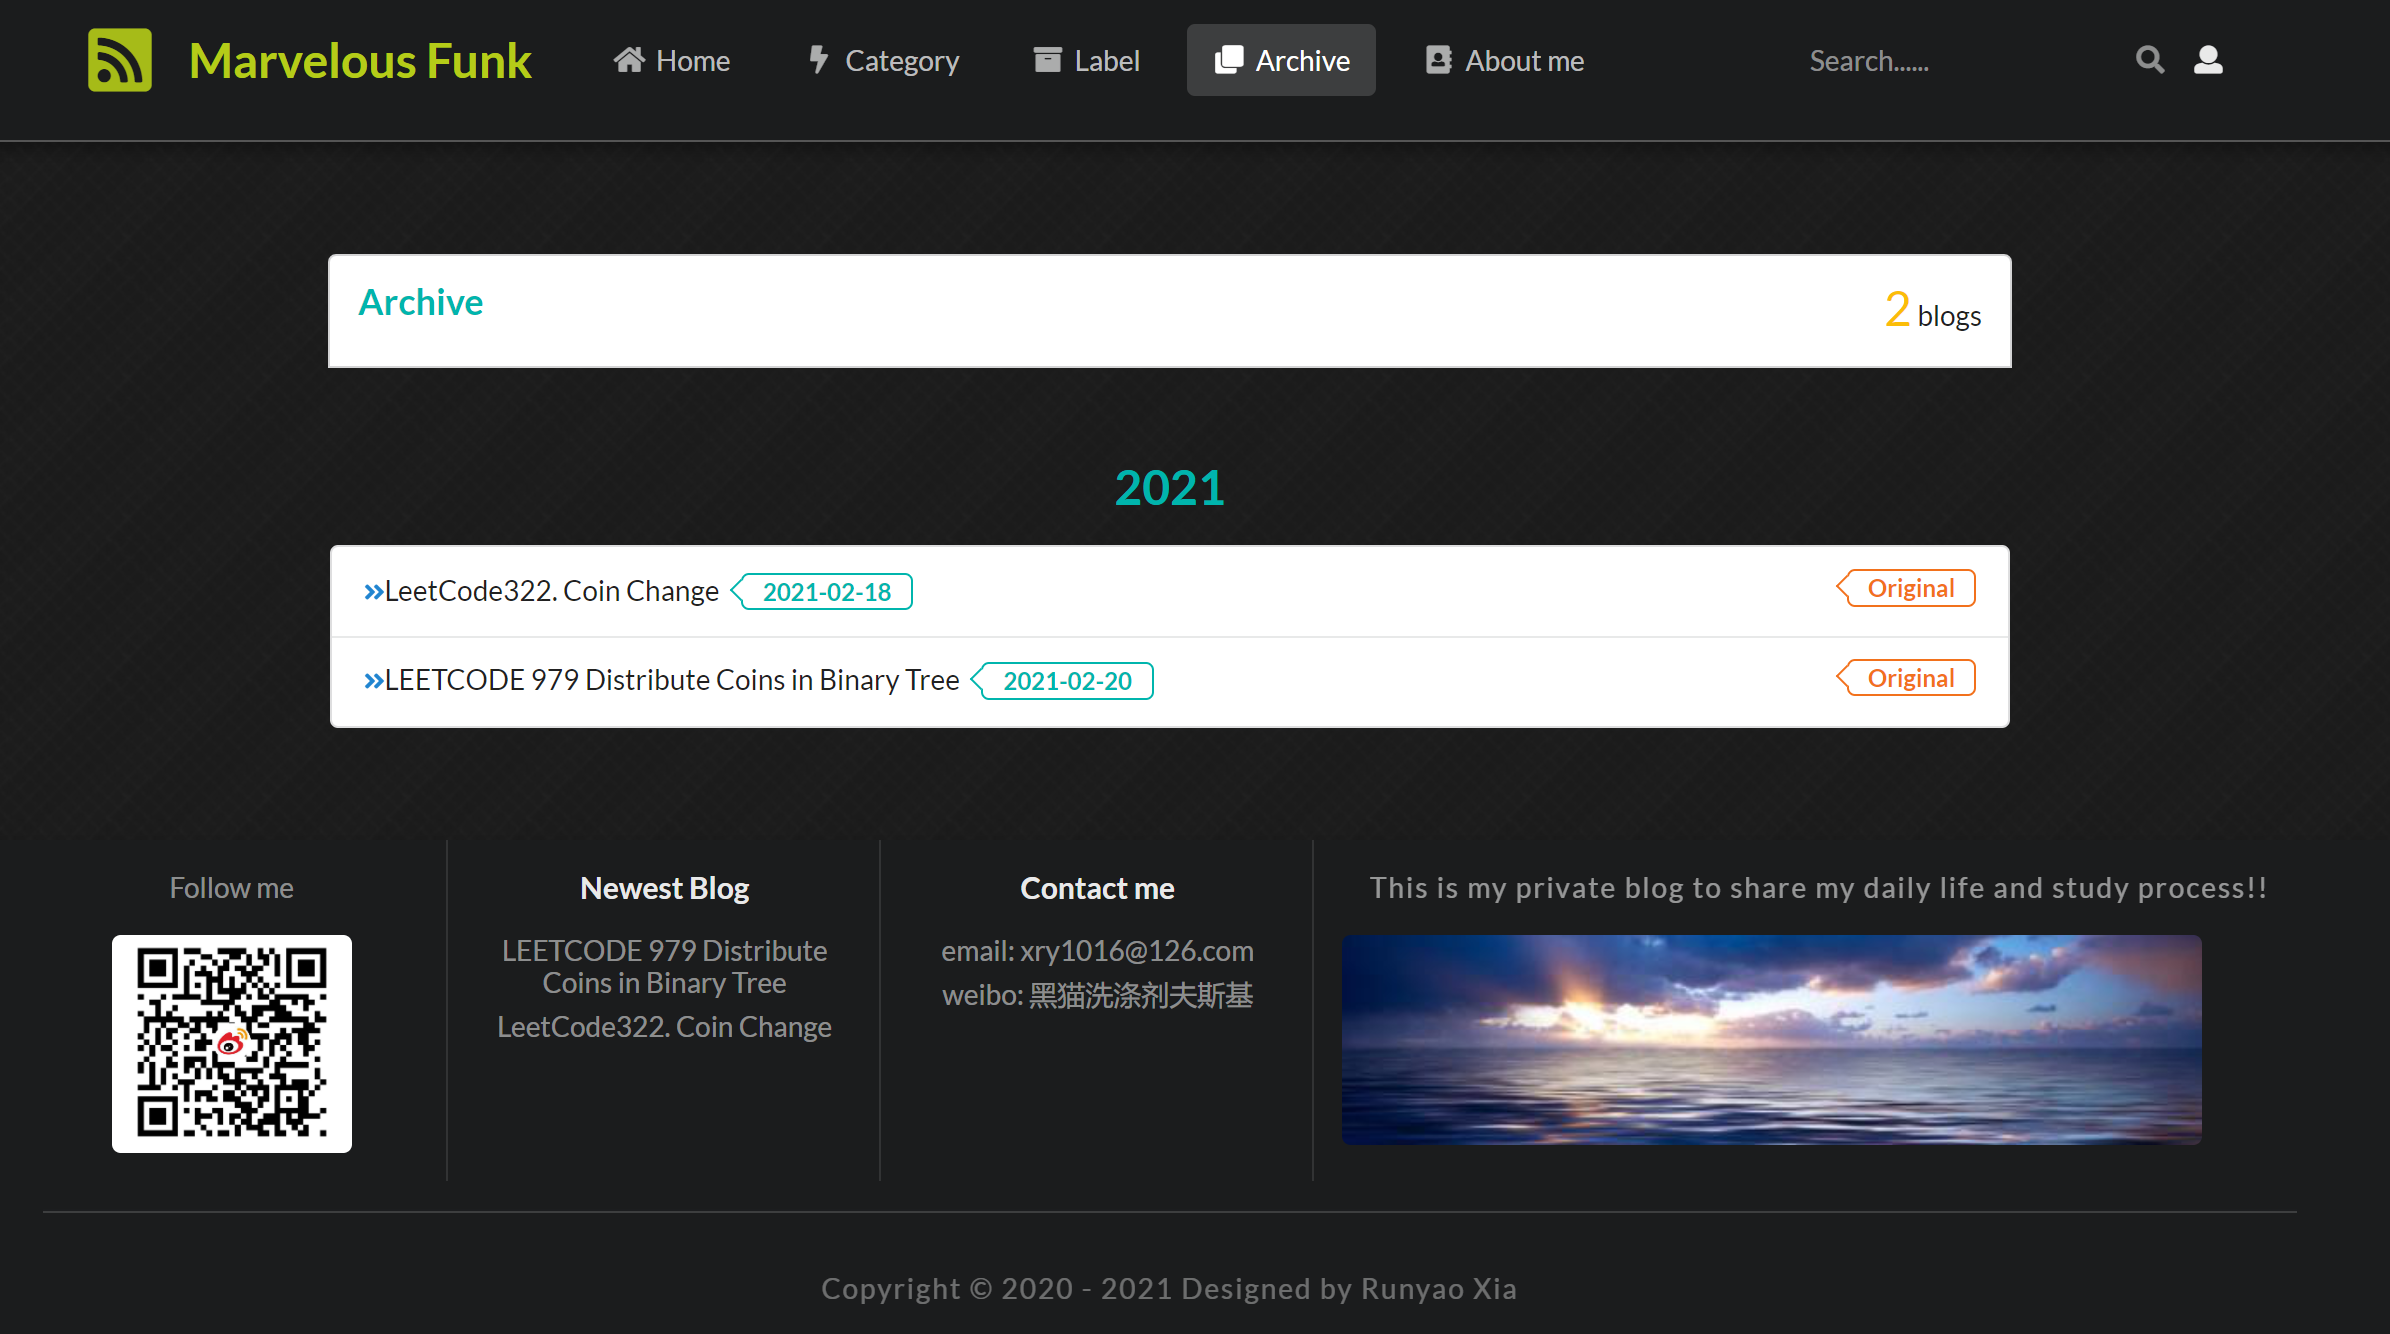 Marvelous Funk
Home
Category
Label
Archive
About me
Search......
Archive
2 blogs
2021
LeetCode322. Coin Change
2021-02-18
Original
LEETCODE 979 Distribute Coins in Binary Tree
2021-02-20
Original
Follow me
Newest Blog
LEETCODE 979 Distribute
Coins in Binary Tree
LeetCode322. Coin Change
Contact me
email: xry1016@126.com
weibo: 黑猫洗涤剂夫斯基
This is my private blog to share my daily life and study process!!
Copyright © 2020 - 2021 Designed by Runyao Xia